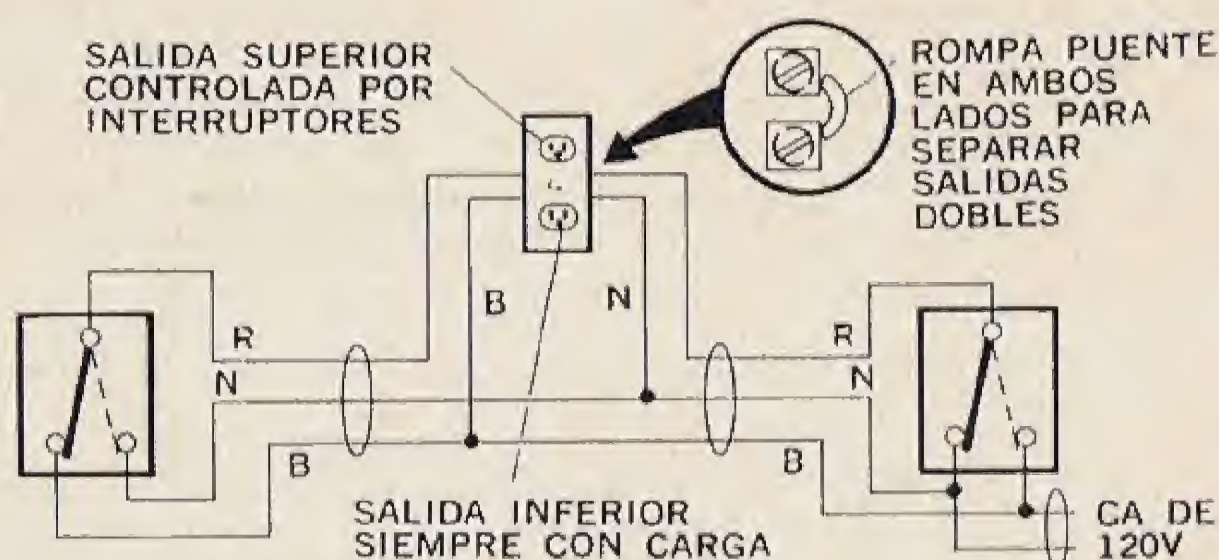 SALIDA SUPERIOR
CONTROLADA POR
INTERRUPTORES
ROMPA PUENTE
EN AMBOS
LADOS PARA
SEPARAR
SALIDAS
DOBLES
B
N
R
N
B
R
N
B
SALIDA INFERIOR
SIEMPRE CON CARGA
CA DE
120V